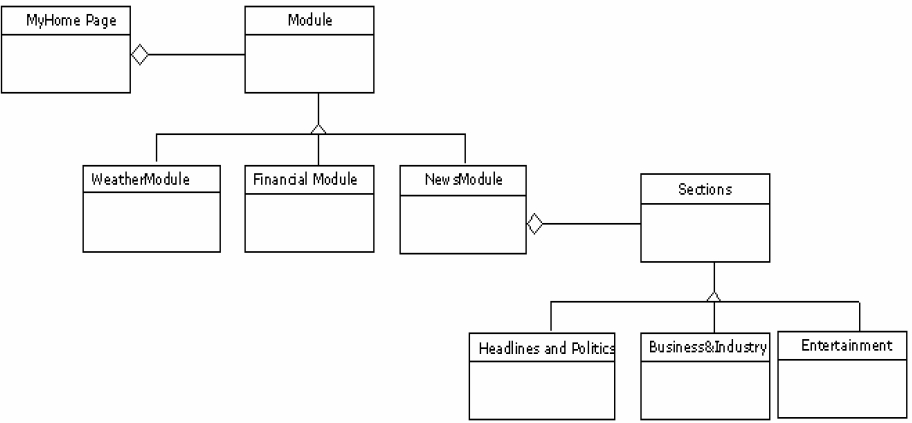 MyHome Page
Module
WeatherModule
Financial Module
NewsModule
Sections
Headlines and Politics
Business&Industry
Entertainment